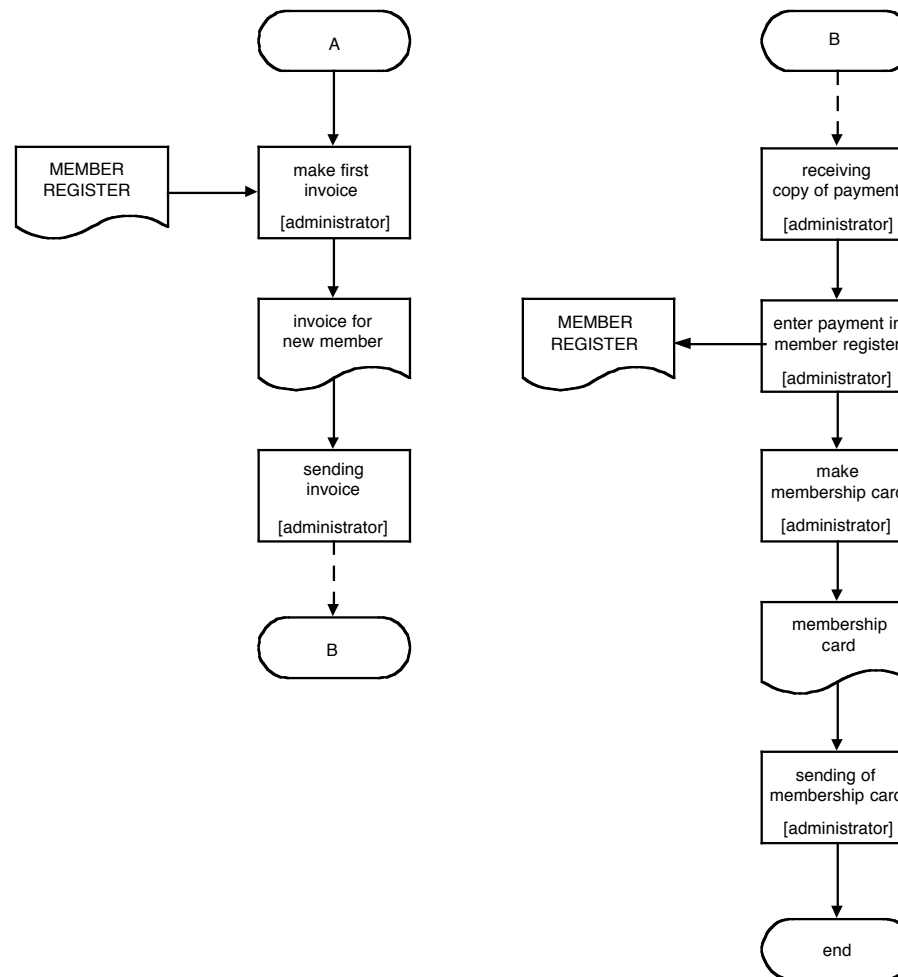 A
MEMBER
REGISTER
make first
invoice
[administrator]
invoice for
new member
sending
invoice
[administrator]
B
B
receiving
copy of payment
[administrator]
MEMBER
REGISTER
enter payment in
member register
[administrator]
make
membership card
[administrator]
membership
card
sending of
membership card
[administrator]
end